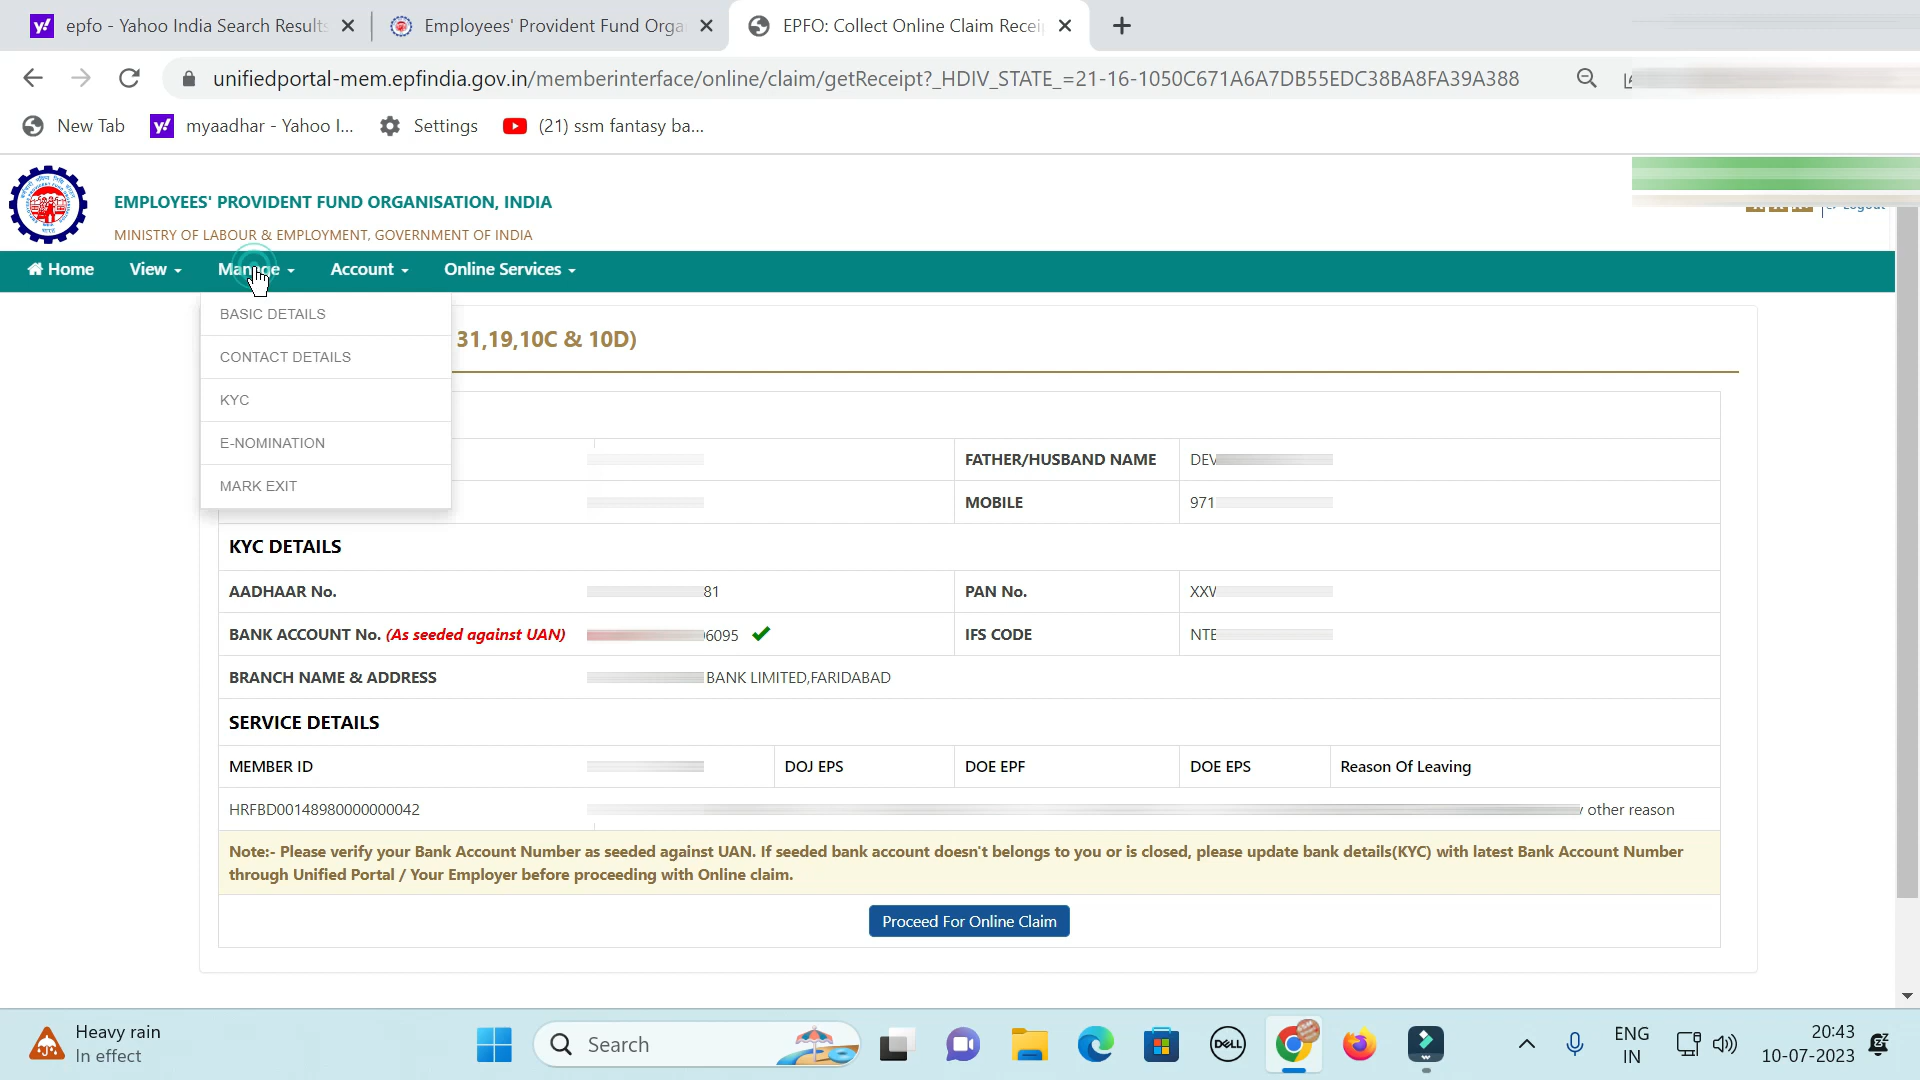 epfo - Yahoo India Search Results
Employees' Provident Fund Orga
EPFO: Collect Online Claim Recei
unifiedportal-mem.epfindia.gov.in/memberinterface/online/claim/getReceipt?_HDIV_STATE_=21-16-1050C671A6A7DB55EDC38BA8FA39A388
New Tab
myaadhar - Yahoo I...
Settings
(21) ssm fantasy ba...
EMPLOYEES' PROVIDENT FUND ORGANISATION, INDIA
MINISTRY OF LABOUR & EMPLOYMENT, GOVERNMENT OF INDIA
Logout
Home
View
Manage
Account
Online Services
BASIC DETAILS
CONTACT DETAILS
KYC
E-NOMINATION
MARK EXIT
31,19,10C & 10D)
FATHER/HUSBAND NAME DEV
MOBILE 971
KYC DETAILS
AADHAAR No. 81 PAN No. XXV
BANK ACCOUNT No. (As seeded against UAN) 6095 IFS CODE NTB
BRANCH NAME & ADDRESS BANK LIMITED,FARIDABAD
SERVICE DETAILS
MEMBER ID DOJ EPS DOE EPF DOE EPS Reason Of Leaving
HRFBD00148980000000042 other reason
Note:- Please verify your Bank Account Number as seeded against UAN. If seeded bank account doesn't belongs to you or is closed, please update bank details(KYC) with latest Bank Account Number
through Unified Portal / Your Employer before proceeding with Online claim.
Proceed For Online Claim
Heavy rain
In effect
Search
DELL
ENG
IN
20:43
10-07-2023